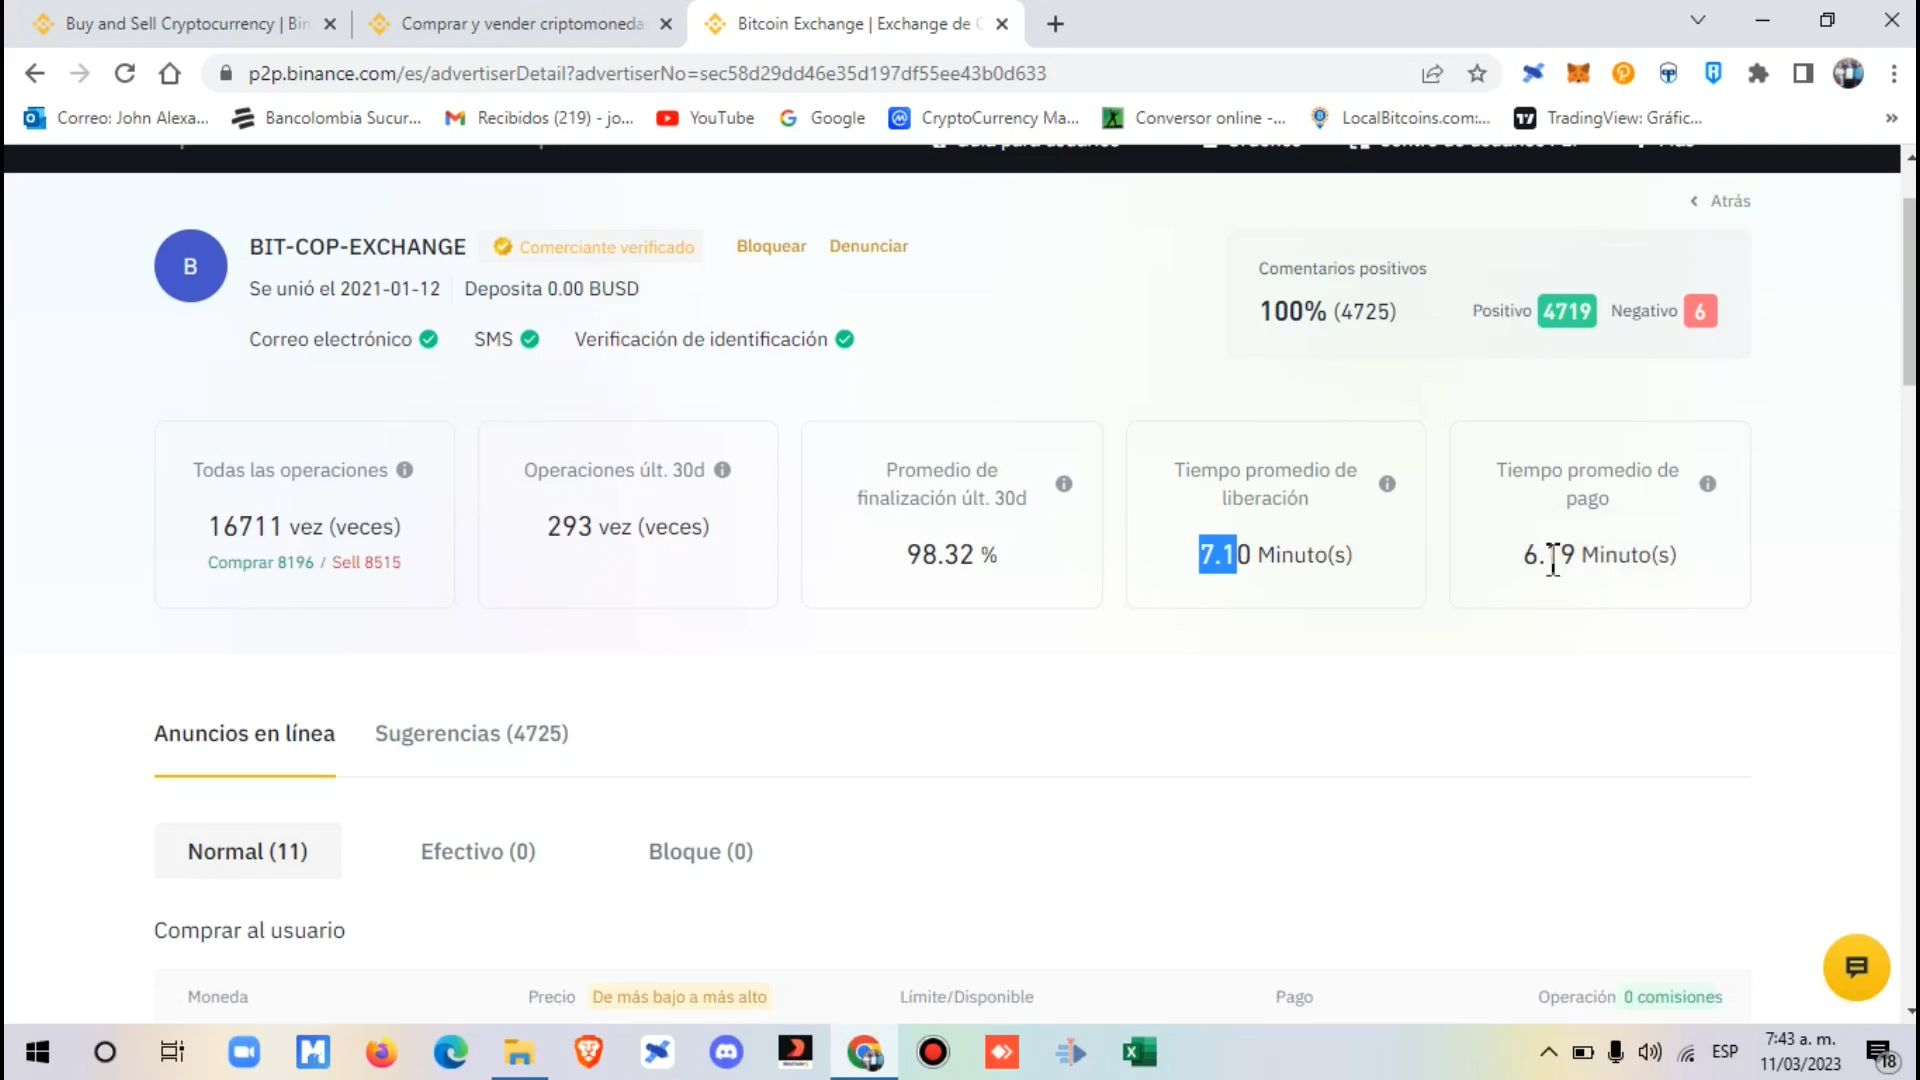 Buy and Sell Cryptocurrency | Bin
Comprar y vender criptomoneda
Bitcoin Exchange | Exchange de C
p2p.binance.com/es/advertiserDetail?advertiserNo=sec58d29dd46e35d197df55ee43b0d633
Correo: John Alexa...
Bancolombia Sucur...
Recibidos (219) - jo...
YouTube
Google
CryptoCurrency Ma...
Conversor online -...
LocalBitcoins.com:...
TradingView: Gráfic...
Atrás
B
BIT-COP-EXCHANGE
Comerciante verificado
Bloquear
Denunciar
Se unió el 2021-01-12
Deposita 0.00 BUSD
Correo electrónico
SMS
Verificación de identificación
Comentarios positivos
100% (4725)
Positivo 4719
Negativo 6
Todas las operaciones
16711 vez (veces)
Comprar 8196 / Sell 8515
Operaciones últ. 30d
293 vez (veces)
Promedio de
finalización últ. 30d
98.32 %
Tiempo promedio de
liberación
7.10 Minuto(s)
Tiempo promedio de
pago
6.19 Minuto(s)
Anuncios en línea
Sugerencias (4725)
Normal (11)
Efectivo (0)
Bloque (0)
Comprar al usuario
Moneda
Precio
De más bajo a más alto
Límite/Disponible
Pago
Operación
0 comisiones
ESP
7:43 a. m.
11/03/2023
18